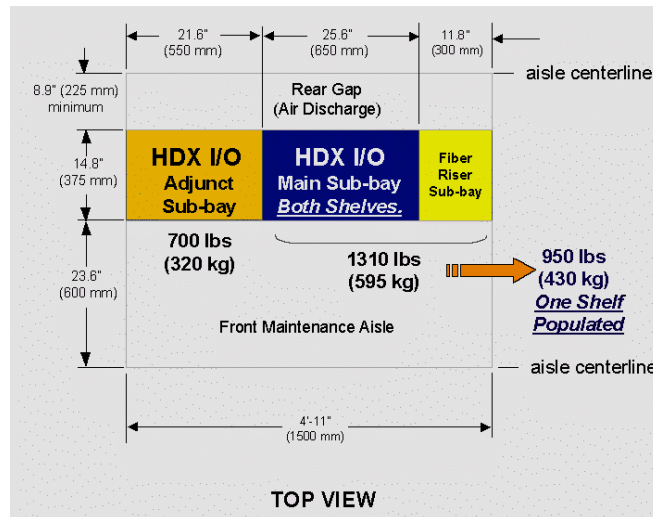 21.6"
(550 mm)
25.6"
(650 mm)
11.8"
(300 mm)
aisle centerline
8.9" (225 mm)
minimum
Rear Gap
(Air Discharge)
14.8"
(375 mm)
HDX I/O
Adjunct
Sub-bay
HDX I/O
Main Sub-bay
Both Shelves.
Fiber
Riser
Sub-bay
700 lbs
(320 kg)
1310 lbs
(595 kg)
950 lbs
(430 kg)
One Shelf
Populated
23.6"
(600 mm)
Front Maintenance Aisle
aisle centerline
4'-11"
(1500 mm)
TOP VIEW